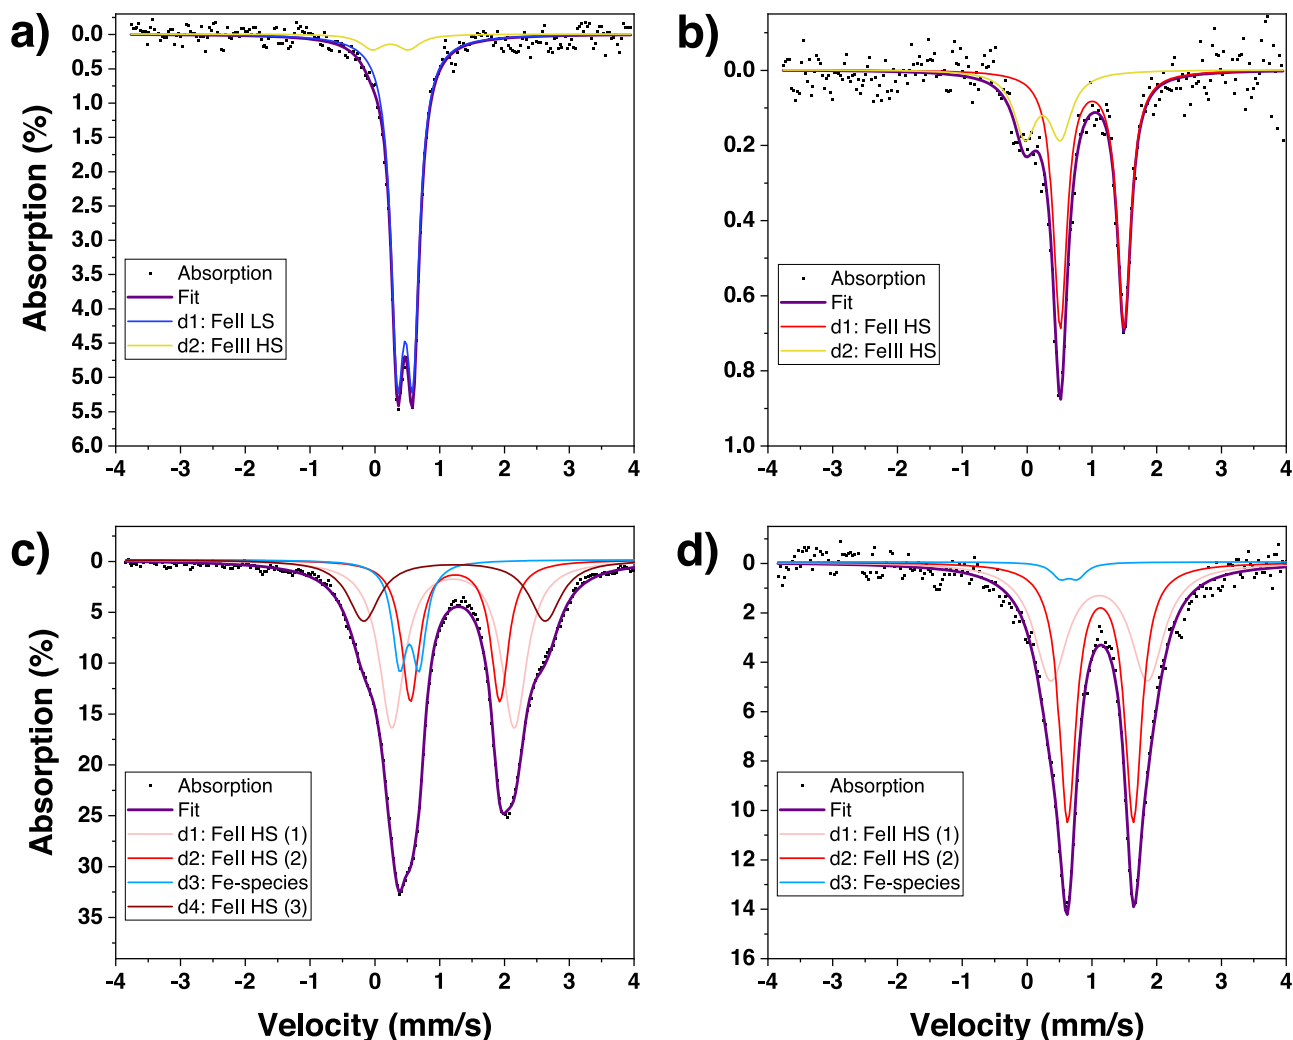 a)
0.0
0.5
1.0
1.5
2.0
2.5
3.0
3.5
4.0
4.5
5.0
5.5
6.0
Absorption (%)
Absorption
Fit
d1: FeII LS
d2: FeIII HS
-4 -3 -2 -1 0 1 2 3 4
b)
0.0
0.2
0.4
0.6
0.8
1.0
Absorption
Fit
d1: FeII HS
d2: FeIII HS
-4 -3 -2 -1 0 1 2 3 4
c)
0
5
10
15
20
25
30
35
Absorption (%)
Absorption
Fit
d1: FeII HS (1)
d2: FeII HS (2)
d3: Fe-species
d4: FeII HS (3)
-4 -3 -2 -1 0 1 2 3 4
Velocity (mm/s)
d)
0
2
4
6
8
10
12
14
16
Absorption
Fit
d1: FeII HS (1)
d2: FeII HS (2)
d3: Fe-species
-4 -3 -2 -1 0 1 2 3 4
Velocity (mm/s)